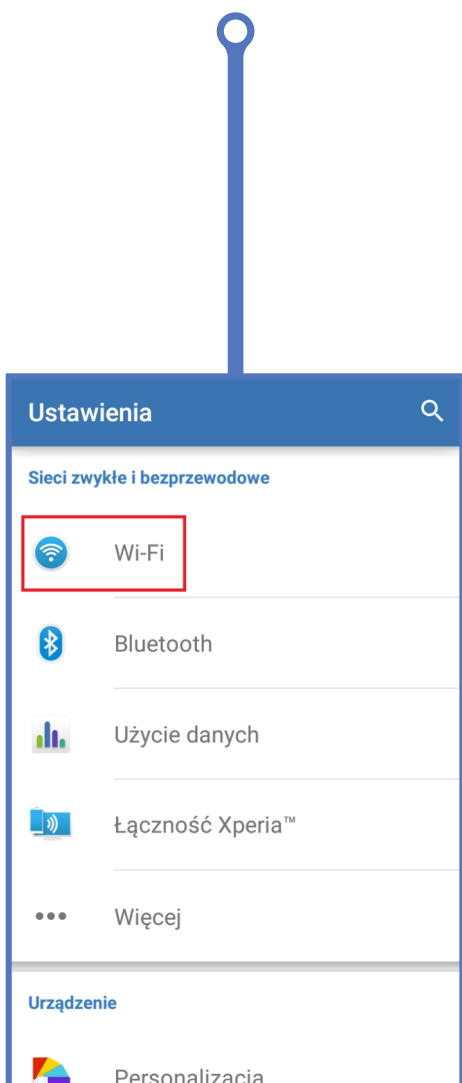 Ustawienia
Sieci zwykłe i bezprzewodowe
Wi-Fi
Bluetooth
Użycie danych
Łączność Xperia™
Więcej
Urządzenie
Personalizacja